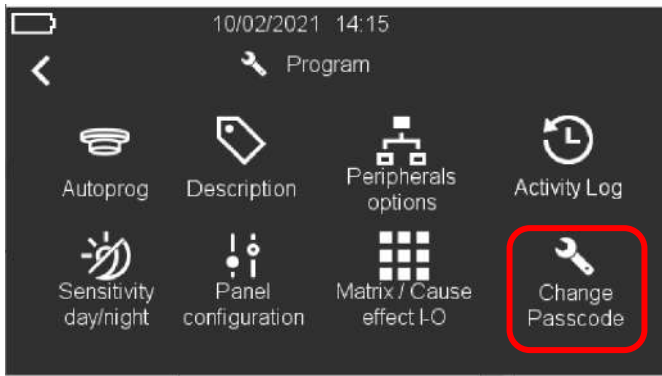 10/02/2021 14:15
Program
Autoprog
Description
Peripherals
options
Activity Log
Sensitivity
day/night
Panel
configuration
Matrix / Cause
effect I-O
Change
Passcode